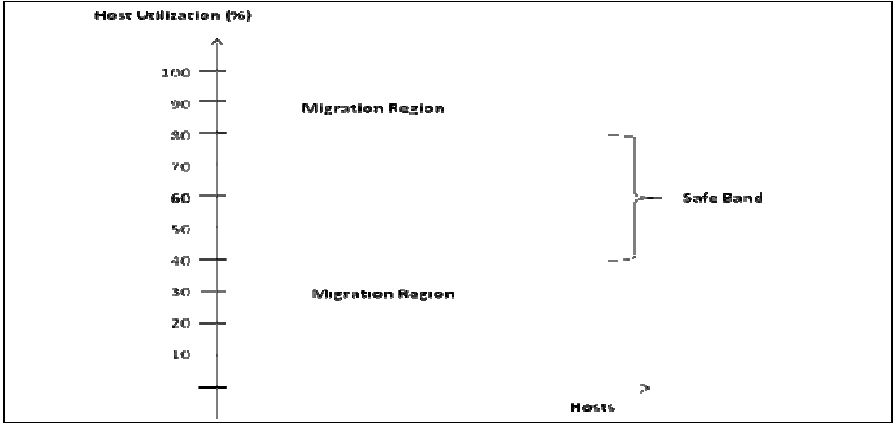 Host Utilization (%)
100
90
Migration Region
80
70
60
Safe Band
50
40
30
Migration Region
20
10
Hosts